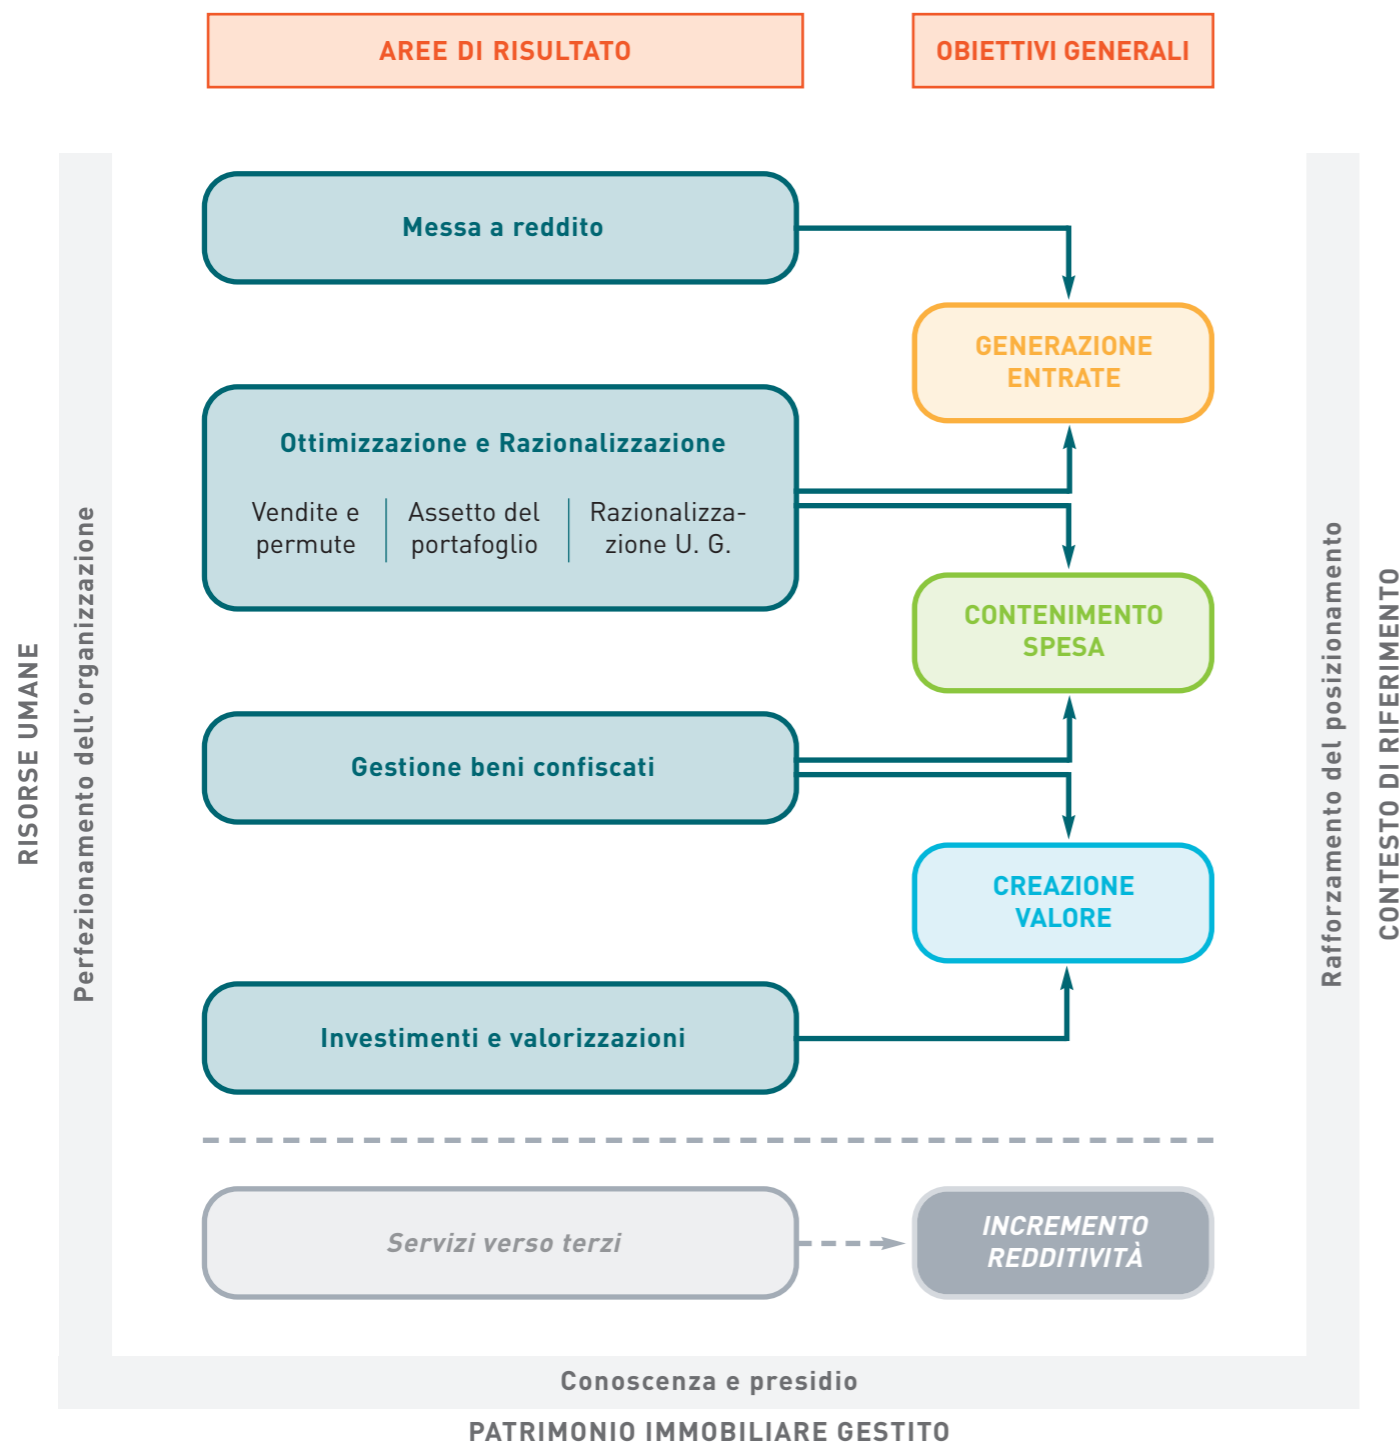 AREE DI RISULTATO
OBIETTIVI GENERALI
Messa a reddito
GENERAZIONE
ENTRATE
Ottimizzazione e Razionalizzazione
Vendite e
permute
Assetto del
portafoglio
Razionalizza-
zione U. G.
CONTENIMENTO
SPESA
Gestione beni confiscati
CREAZIONE
VALORE
Investimenti e valorizzazioni
Servizi verso terzi
INCREMENTO
REDDITIVITÀ
RISORSE UMANE
Perfezionamento dell'organizzazione
Rafforzamento del posizionamento
CONTESTO DI RIFERIMENTO
Conoscenza e presidio
PATRIMONIO IMMOBILIARE GESTITO